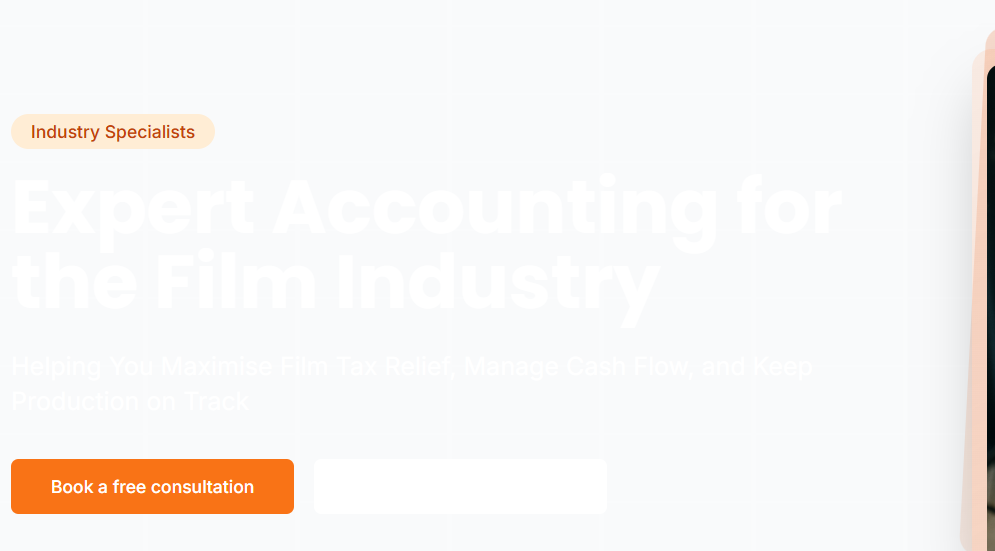 Industry Specialists
Expert Accounting for
the Film Industry
Helping You Maximise Film Tax Relief, Manage Cash Flow, and Keep
Production on Track
Book a free consultation